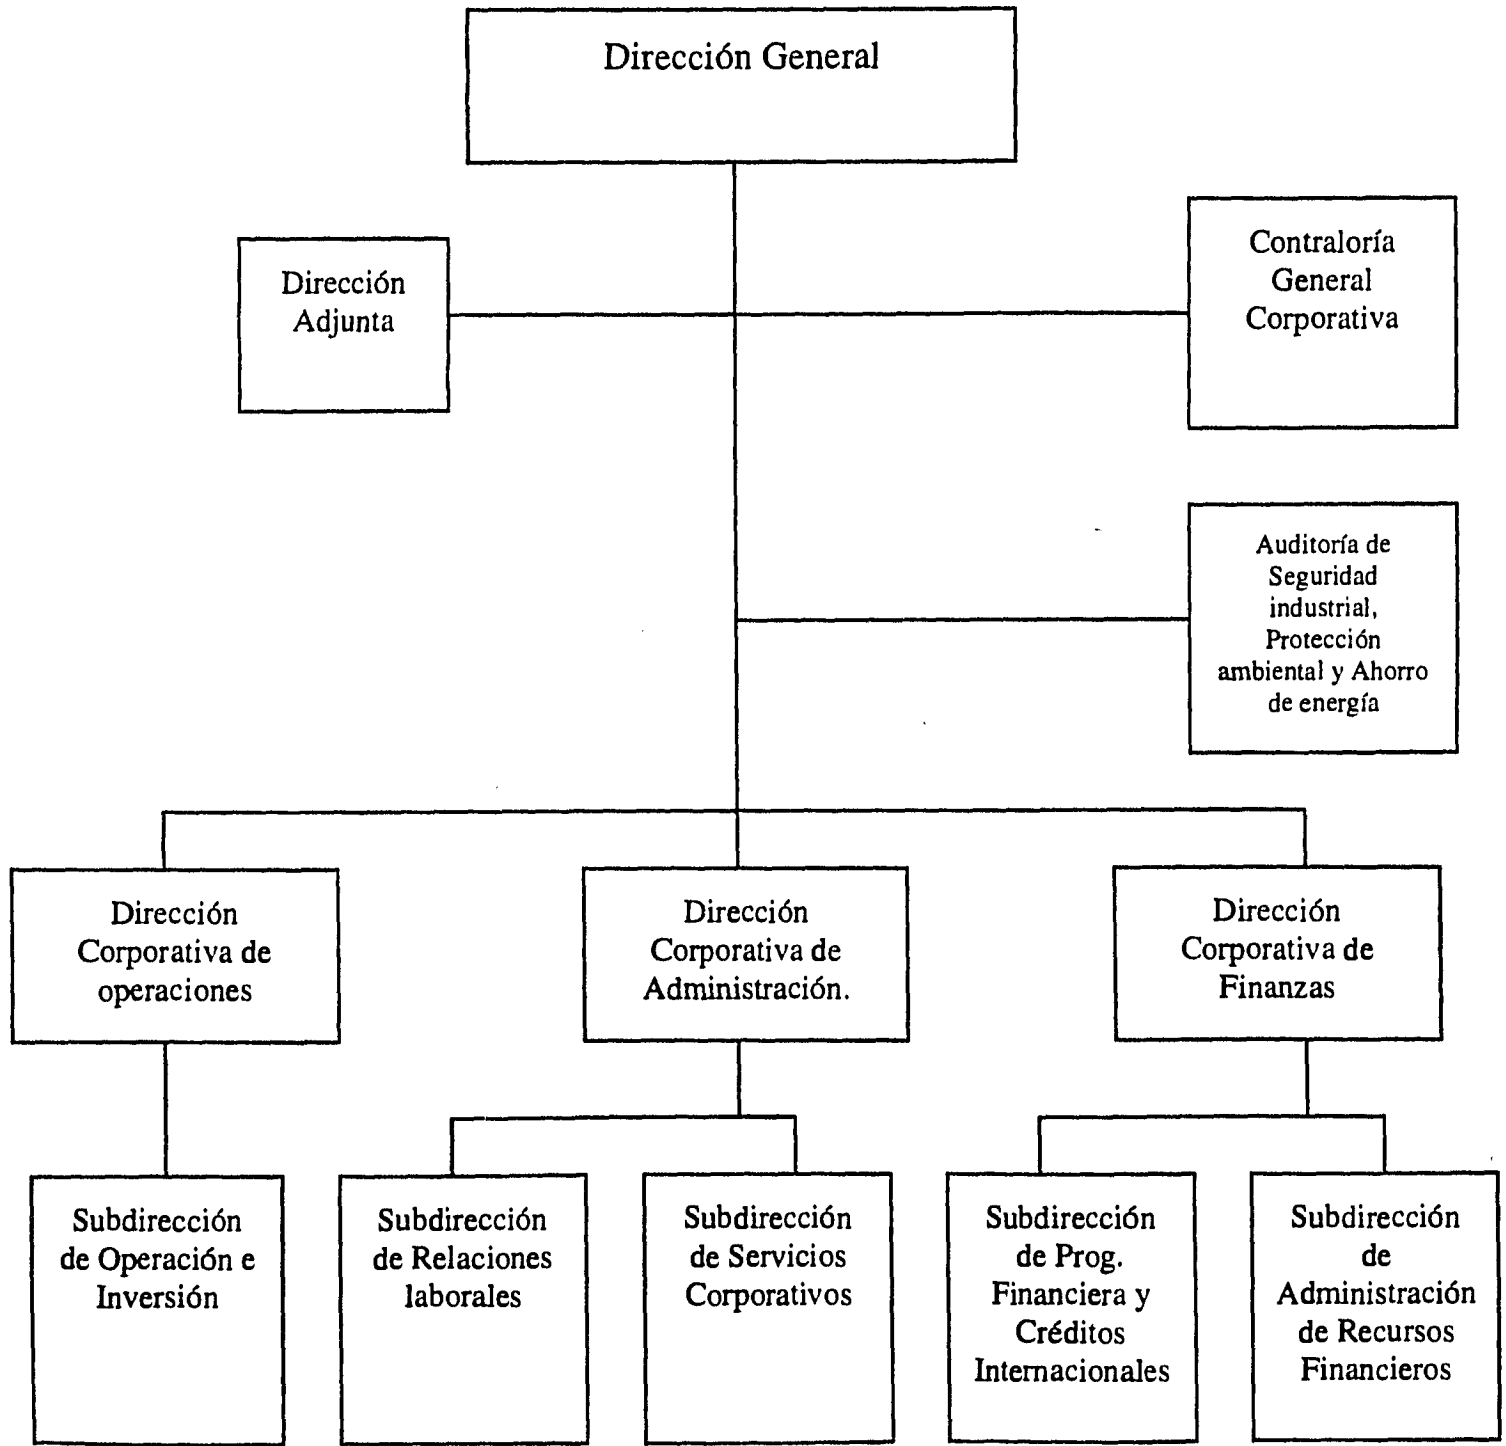 Dirección General
Dirección
Adjunta
Contraloría
General
Corporativa
Auditoría de
Seguridad
industrial,
Protección
ambiental y Ahorro
de energía
Dirección
Corporativa de
operaciones
Dirección
Corporativa de
Administración.
Dirección
Corporativa de
Finanzas
Subdirección
de Operación e
Inversión
Subdirección
de Relaciones
laborales
Subdirección
de Servicios
Corporativos
Subdirección
de Prog.
Financiera y
Créditos
Internacionales
Subdirección
de
Administración
de Recursos
Financieros